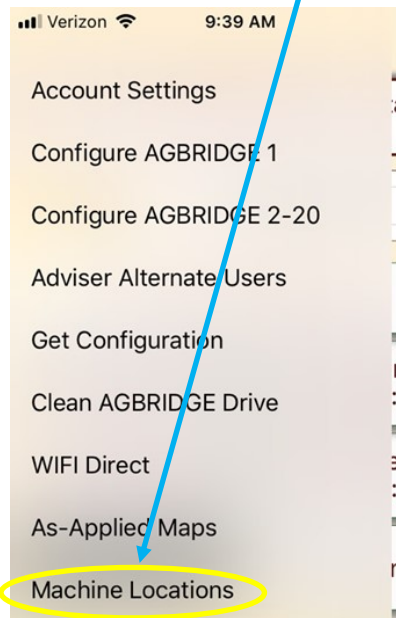 Verizon 9:39 AM
Account Settings
Configure AGBRIDGE 1
Configure AGBRIDGE 2-20
Adviser Alternate Users
Get Configuration
Clean AGBRIDGE Drive
WIFI Direct
As-Applied Maps
Machine Locations